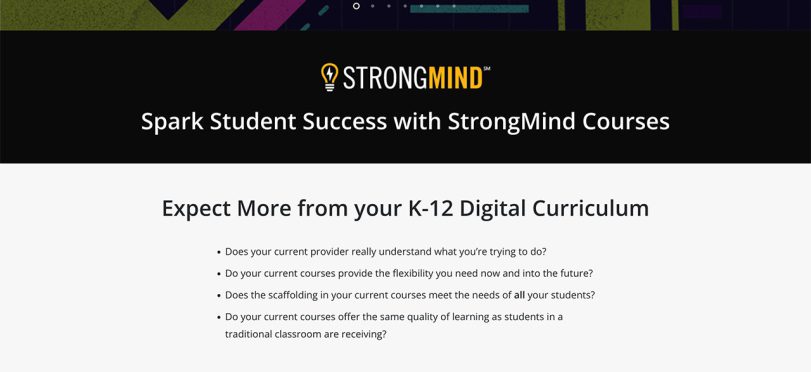 STRONGMIND℠
Spark Student Success with StrongMind Courses
Expect More from your K-12 Digital Curriculum
• Does your current provider really understand what you’re trying to do?
• Do your current courses provide the flexibility you need now and into the future?
• Does the scaffolding in your current courses meet the needs of all your students?
• Do your current courses offer the same quality of learning as students in a
traditional classroom are receiving?